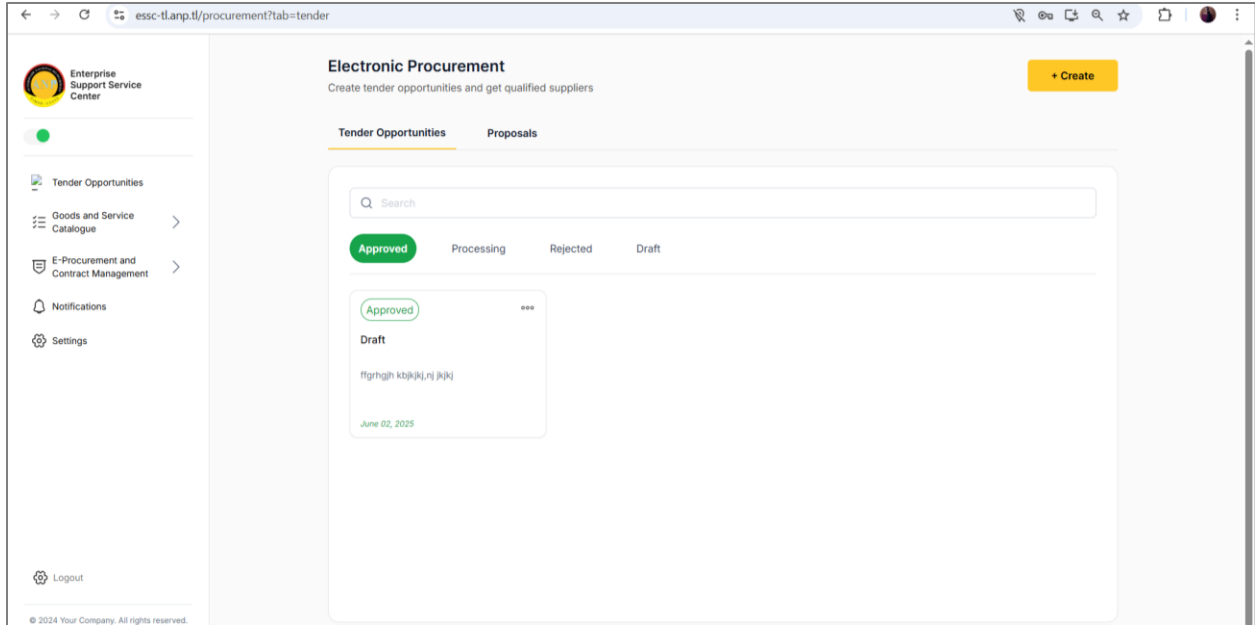 essc-tl.anp.tl/procurement?tab=tender
Enterprise
Support Service
Center
Tender Opportunities
Goods and Service
Catalogue
E-Procurement and
Contract Management
Notifications
Settings
Logout
© 2024 Your Company. All rights reserved.
Electronic Procurement
Create tender opportunities and get qualified suppliers
+ Create
Tender Opportunities
Proposals
Search
Approved
Processing
Rejected
Draft
Approved
Draft
ffgrhgjh kbjkjkj,nj jkjkj
June 02, 2025